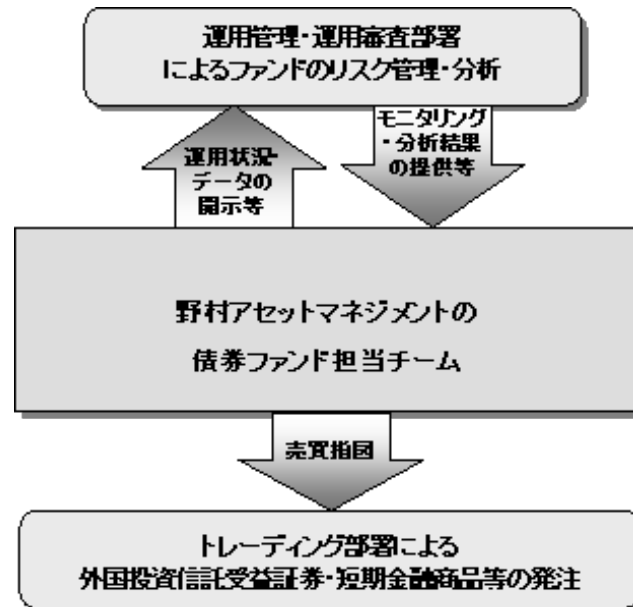 運用管理・運用審査部署
によるファンドのリスク管理・分析
運用状況・
データの
開示等
モニタリング
・分析結果
の提供等
野村アセットマネジメントの
債券ファンド担当チーム
売買指図
トレーディング部署による
外国投資信託受益証券・短期金融商品等の発注